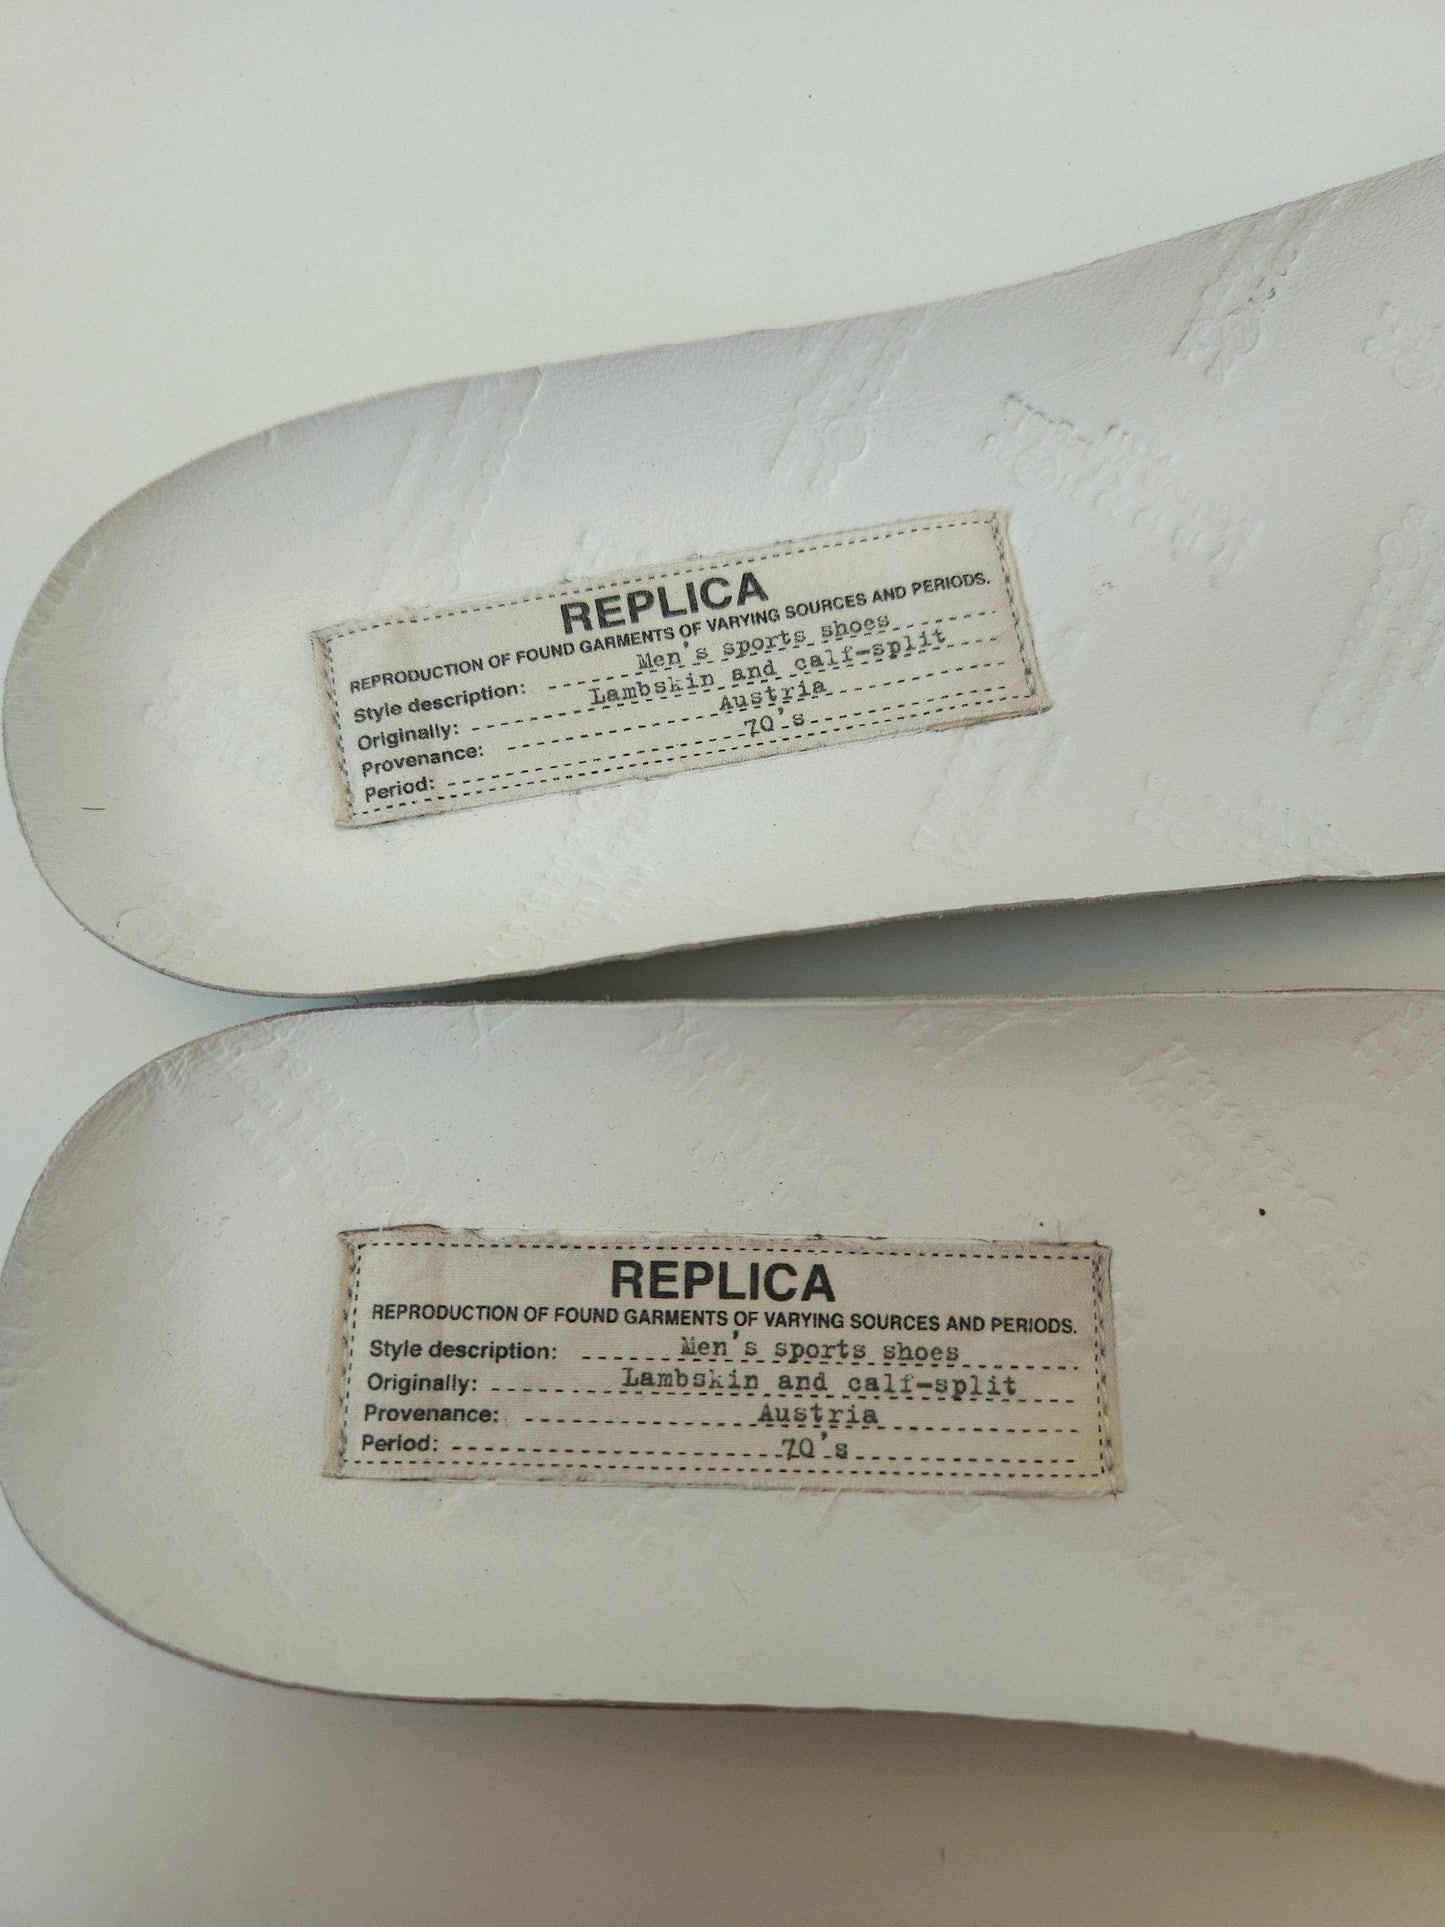 REPLICA
REPRODUCTION OF FOUND GARMENTS OF VARYING SOURCES AND PERIODS.
Style description: Men's sports shoes
Originally: Lambskin and calf-split
Provenance: Austria
Period: 70's
REPLICA
REPRODUCTION OF FOUND GARMENTS OF VARYING SOURCES AND PERIODS.
Style description: Men's sports shoes
Originally: Lambskin and calf-split
Provenance: Austria
Period: 70's